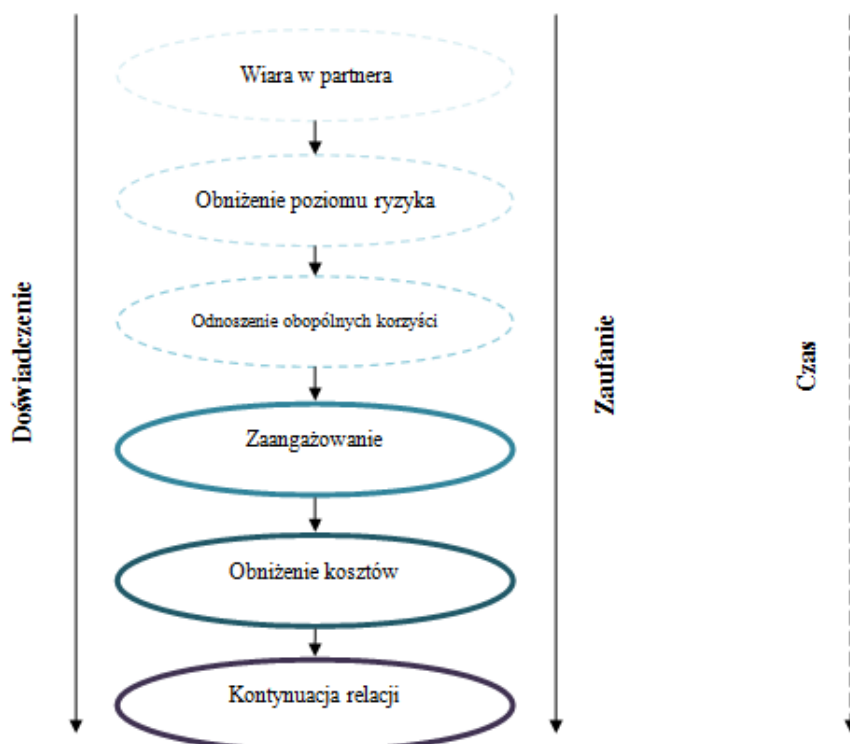 Wiara w partnera
Obniżenie poziomu ryzyka
Odnoszenie obopólnych korzyści
Zaangażowanie
Obniżenie kosztów
Kontynuacja relacji
Doświadczenie
Zaufanie
Czas